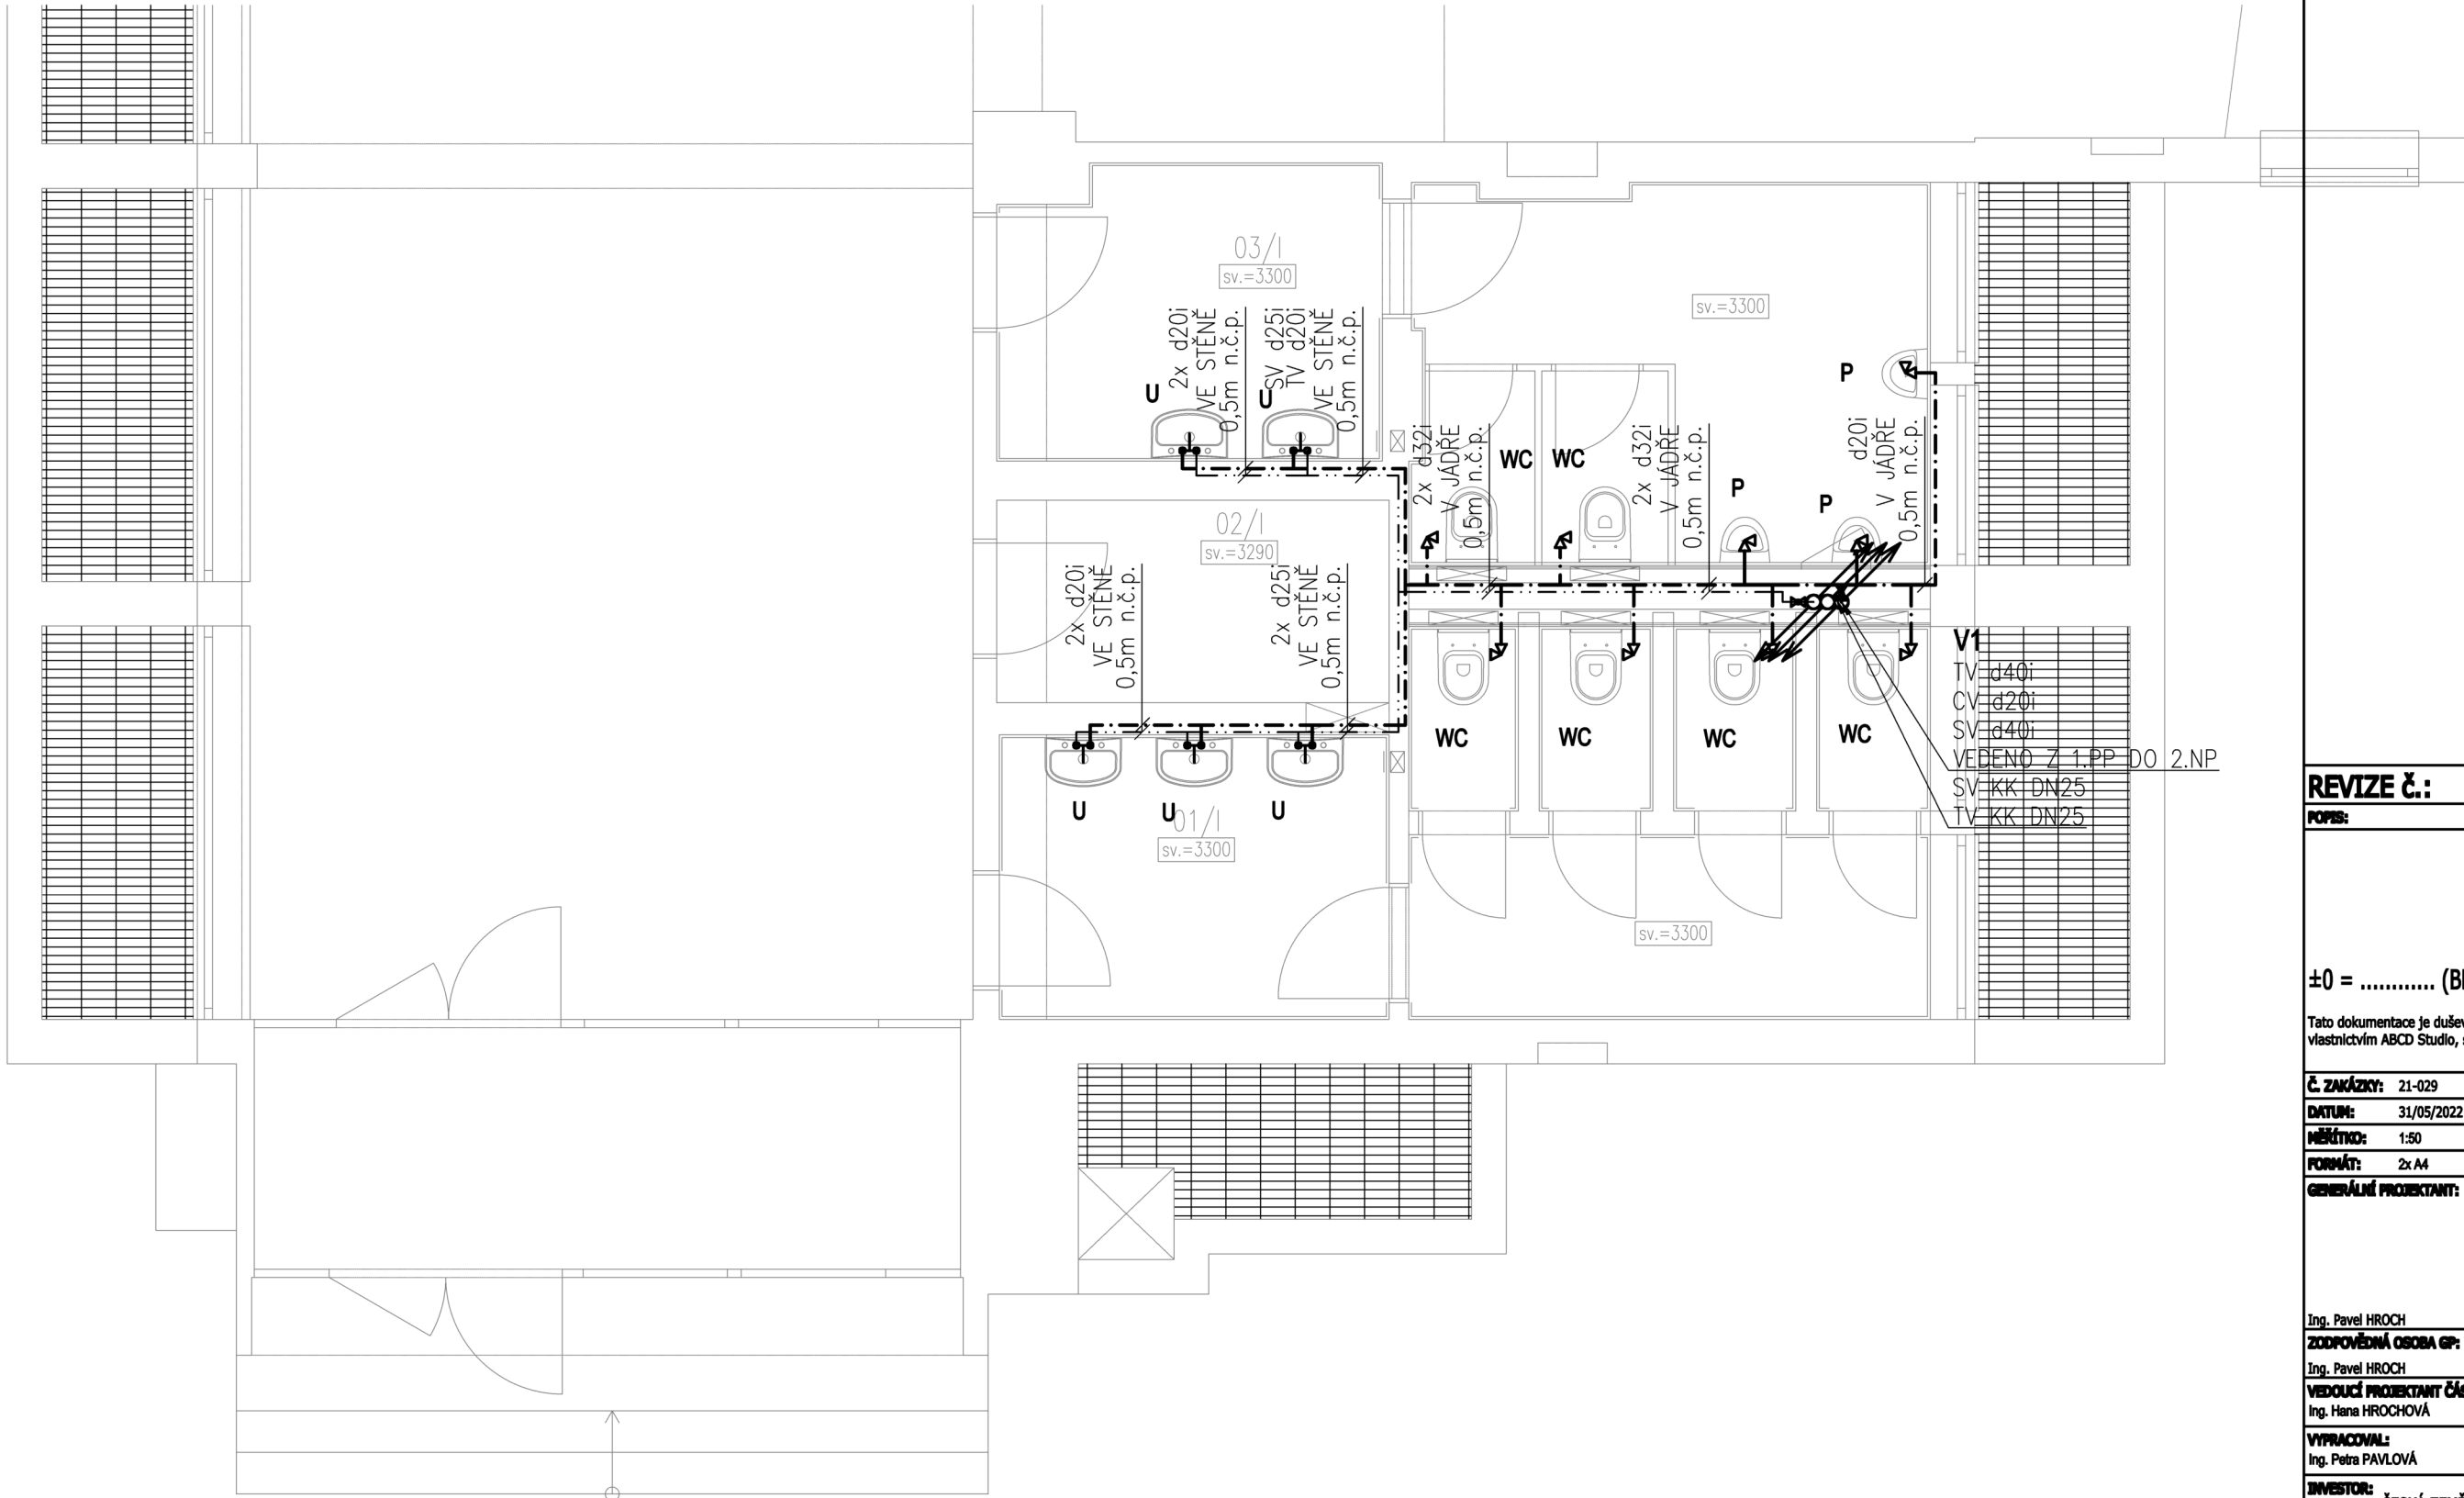 03/I
sv.=3300
2x d20i
VE STĚNĚ
0,5m n.č.p.
SV d25i
TV d20i
VE STĚNĚ
0,5m n.č.p.
U
U
sv.=3300
P
2x d32i
V JÁDŘE
0,5m n.č.p.
WC
WC
2x d32i
V JÁDŘE
0,5m n.č.p.
P
P
d20i
V JÁDŘE
0,5m n.č.p.
02/I
sv.=3290
2x d20i
VE STĚNĚ
0,5m n.č.p.
2x d25i
VE STĚNĚ
0,5m n.č.p.
WC
WC
WC
WC
V1
TV d40i
CV d20i
SV d40i
VEDENO Z 1.PP DO 2.NP
SV KK DN25
TV KK DN25
U
U
U
01/I
sv.=3300
sv.=3300
REVIZE č.:
POPIS:
±0 = ............ (B
Tato dokumentace je dušev
vlastnictvím ABCD Studio, s
Č. ZAKÁZKY: 21-029
DATUM: 31/05/2022
MĚŘÍTKO: 1:50
FORMÁT: 2x A4
GENERÁLNÍ PROJEKTANT:
Ing. Pavel HROCH
ZODPOVĚDNÁ OSOBA GP:
Ing. Pavel HROCH
VEDOUCÍ PROJEKTANT ČÁS
Ing. Hana HROCHOVÁ
VYPRACOVAL:
Ing. Petra PAVLOVÁ
INVESTOR: